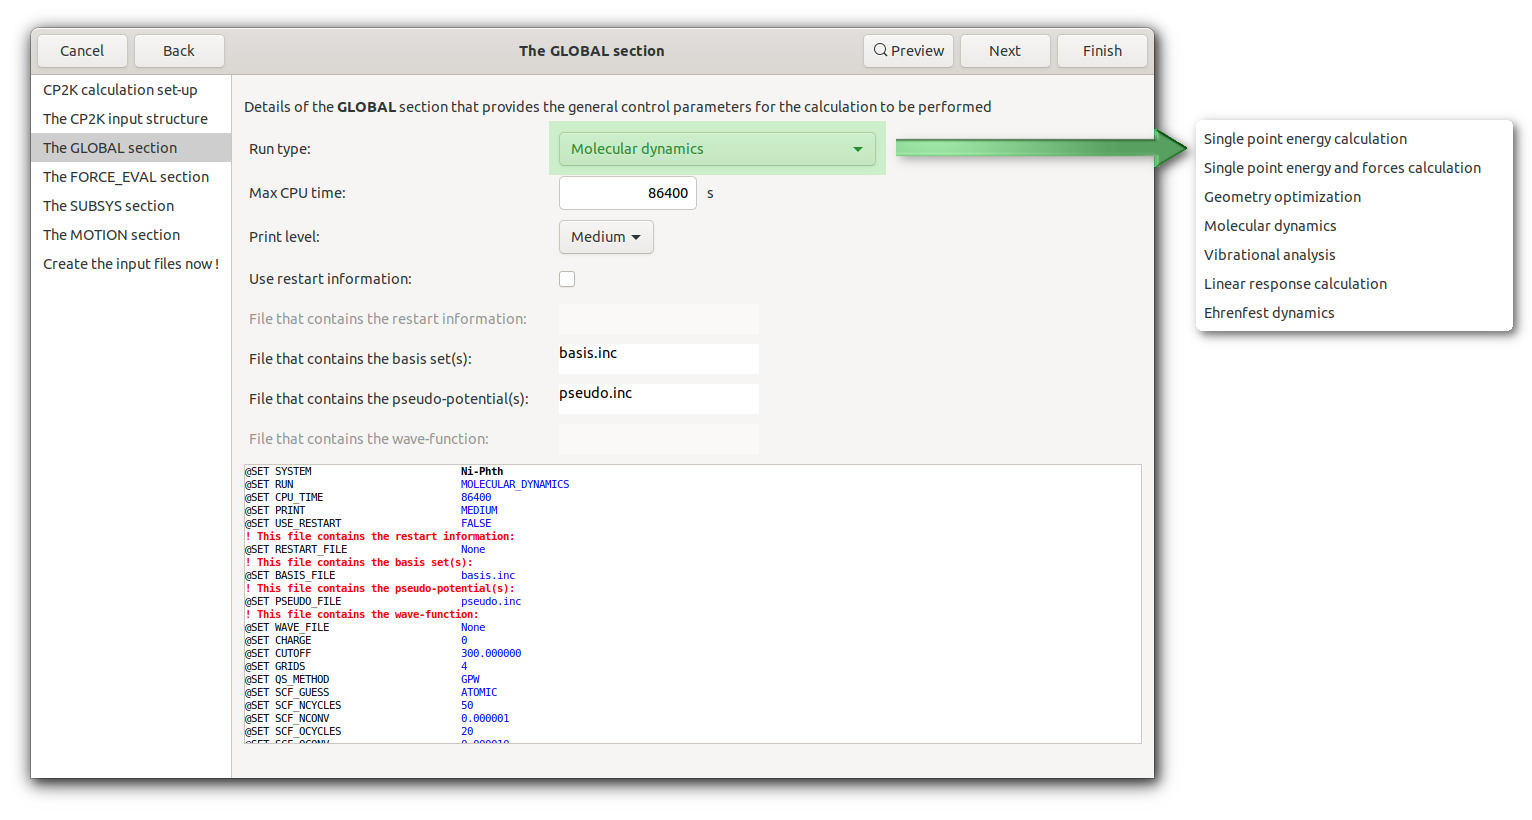 Cancel Back The GLOBAL section Preview Next Finish
CP2K calculation set-up
The CP2K input structure
The GLOBAL section
The FORCE_EVAL section
The SUBSYS section
The MOTION section
Create the input files now!
Details of the GLOBAL section that provides the general control parameters for the calculation to be performed
Run type: Molecular dynamics
Max CPU time: 86400 s
Print level: Medium
Use restart information:
File that contains the restart information:
File that contains the basis set(s): basis.inc
File that contains the pseudo-potential(s): pseudo.inc
File that contains the wave-function:
@SET SYSTEM Ni-Phth
@SET RUN MOLECULAR_DYNAMICS
@SET CPU_TIME 86400
@SET PRINT MEDIUM
@SET USE_RESTART FALSE
! This file contains the restart information:
@SET RESTART_FILE None
! This file contains the basis set(s):
@SET BASIS_FILE basis.inc
! This file contains the pseudo-potential(s):
@SET PSEUDO_FILE pseudo.inc
! This file contains the wave-function:
@SET WAVE_FILE None
@SET CHARGE 0
@SET CUTOFF 300.000000
@SET GRIDS 4
@SET QS_METHOD GPW
@SET SCF_GUESS ATOMIC
@SET SCF_NCYCLES 50
@SET SCF_NCONV 0.000001
@SET SCF_OCYCLES 20
@SET SCF_OCONV 0.000010
Single point energy calculation
Single point energy and forces calculation
Geometry optimization
Molecular dynamics
Vibrational analysis
Linear response calculation
Ehrenfest dynamics